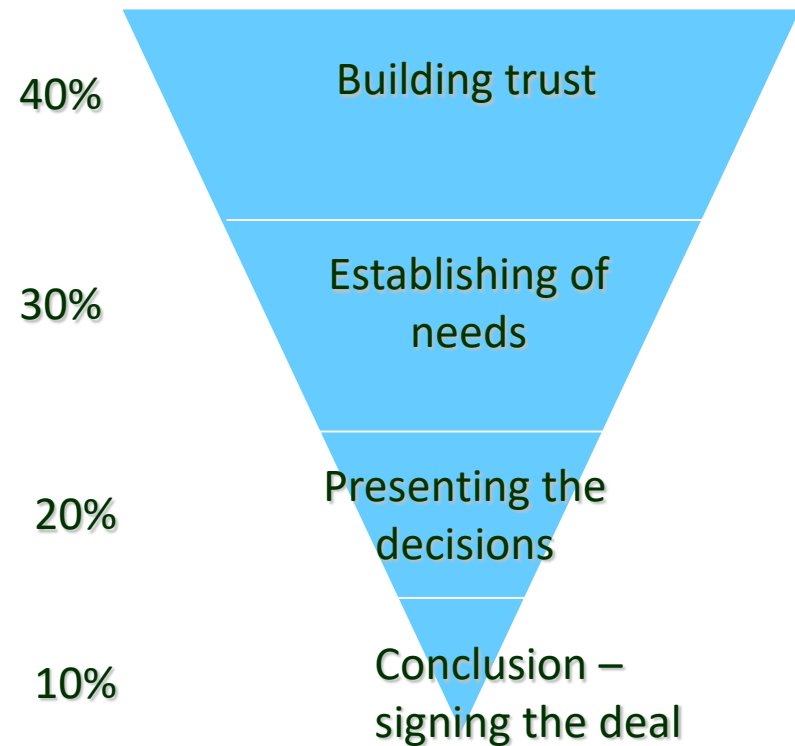 40%
Building trust
30%
Establishing of
needs
20%
Presenting the
decisions
10%
Conclusion –
signing the deal